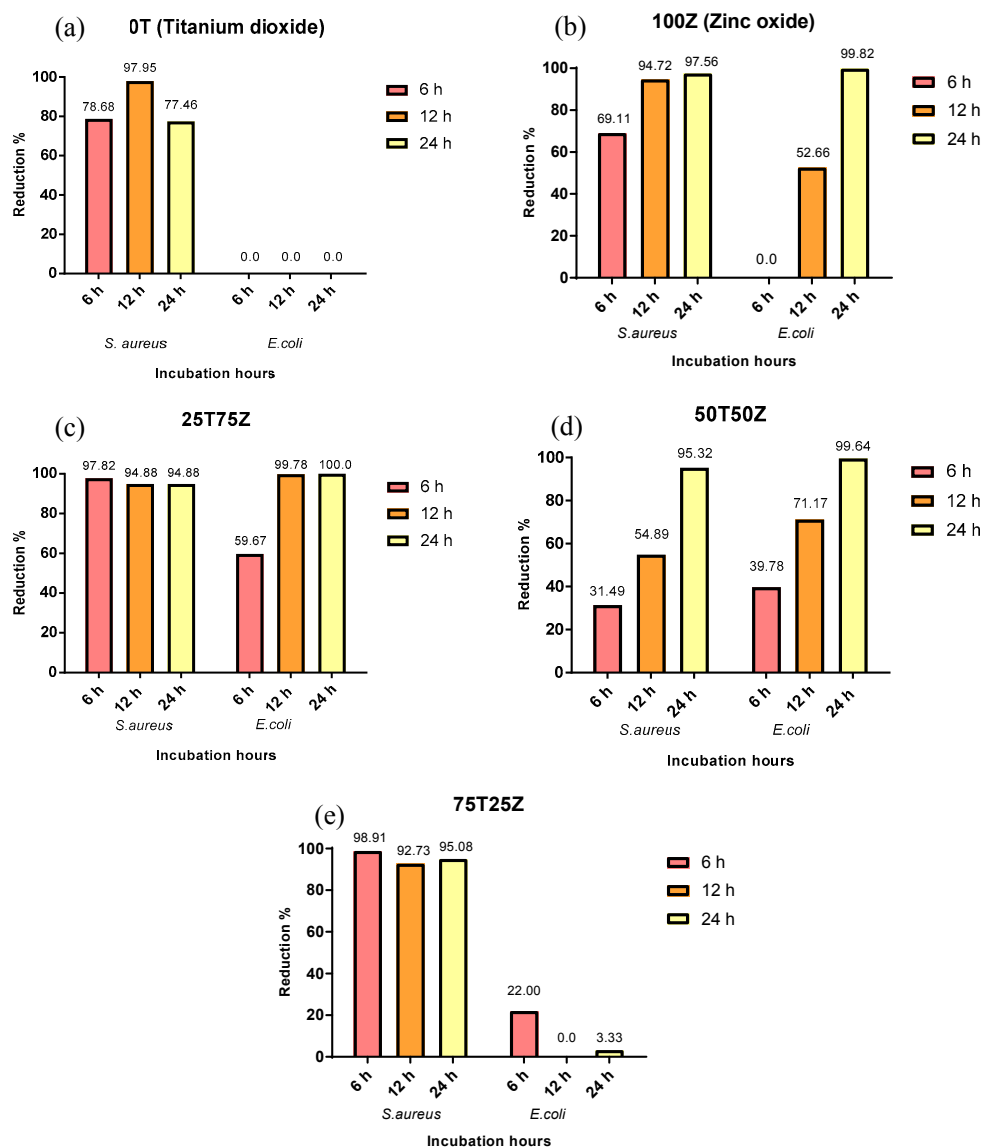 (a)
0T (Titanium dioxide)
Reduction %
100
80
60
40
20
0
78.68
97.95
77.46
0.0
0.0
0.0
6 h
12 h
24 h
6 h
12 h
24 h
S. aureus
E.coli
Incubation hours
6 h
12 h
24 h
(b)
100Z (Zinc oxide)
Reduction %
100
80
60
40
20
0
69.11
94.72
97.56
0.0
52.66
99.82
6 h
12 h
24 h
6 h
12 h
24 h
S.aureus
E.coli
Incubation hours
6 h
12 h
24 h
(c)
25T75Z
Reduction %
100
80
60
40
20
0
97.82
94.88
94.88
59.67
99.78
100.0
6 h
12 h
24 h
6 h
12 h
24 h
S.aureus
E.coli
Incubation hours
6 h
12 h
24 h
(d)
50T50Z
Reduction %
100
80
60
40
20
0
31.49
54.89
95.32
39.78
71.17
99.64
6 h
12 h
24 h
6 h
12 h
24 h
S.aureus
E.coli
Incubation hours
6 h
12 h
24 h
(e)
75T25Z
Reduction %
100
80
60
40
20
0
98.91
92.73
95.08
22.00
0.0
3.33
6 h
12 h
24 h
6 h
12 h
24 h
S.aureus
E.coli
Incubation hours
6 h
12 h
24 h